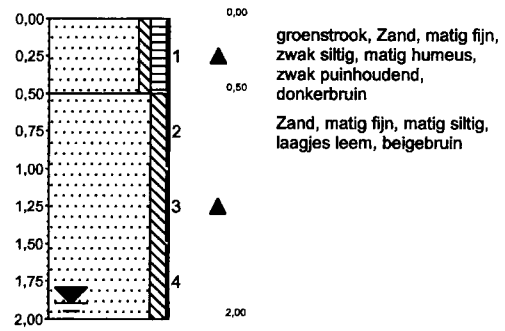 0,00
0,25
0,50
0,75
1,00
1,25
1,50
1,75
2,00
1
2
3
4
0,00
0,50
2,00
groenstrook, Zand, matig fijn,
zwak siltig, matig humeus,
zwak puinhoudend,
donkerbruin
Zand, matig fijn, matig siltig,
laagjes leem, beigebruin